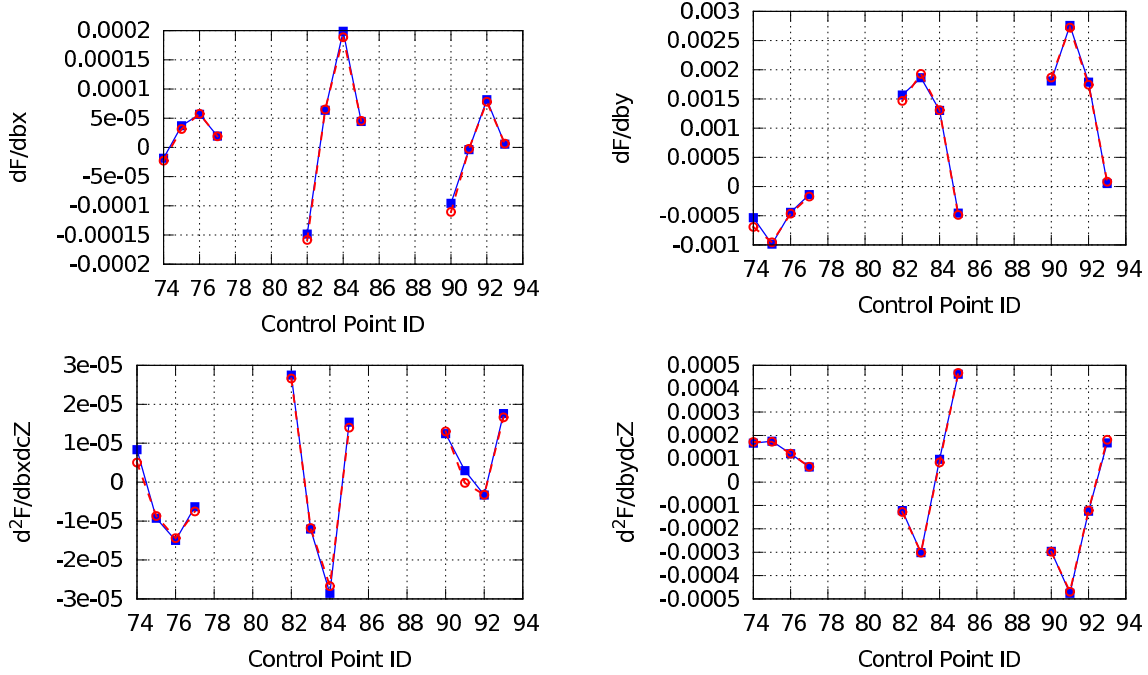 0.0002
0.00015
0.0001
5e-05
0
-5e-05
-0.0001
-0.00015
-0.0002
dF/dbx
74 76 78 80 82 84 86 88 90 92 94
Control Point ID
0.003
0.0025
0.002
0.0015
0.001
0.0005
0
-0.0005
-0.001
dF/dby
74 76 78 80 82 84 86 88 90 92 94
Control Point ID
3e-05
2e-05
1e-05
0
-1e-05
-2e-05
-3e-05
d²F/dbxdcZ
74 76 78 80 82 84 86 88 90 92 94
Control Point ID
0.0005
0.0004
0.0003
0.0002
0.0001
0
-0.0001
-0.0002
-0.0003
-0.0004
-0.0005
d²F/dbydcZ
74 76 78 80 82 84 86 88 90 92 94
Control Point ID